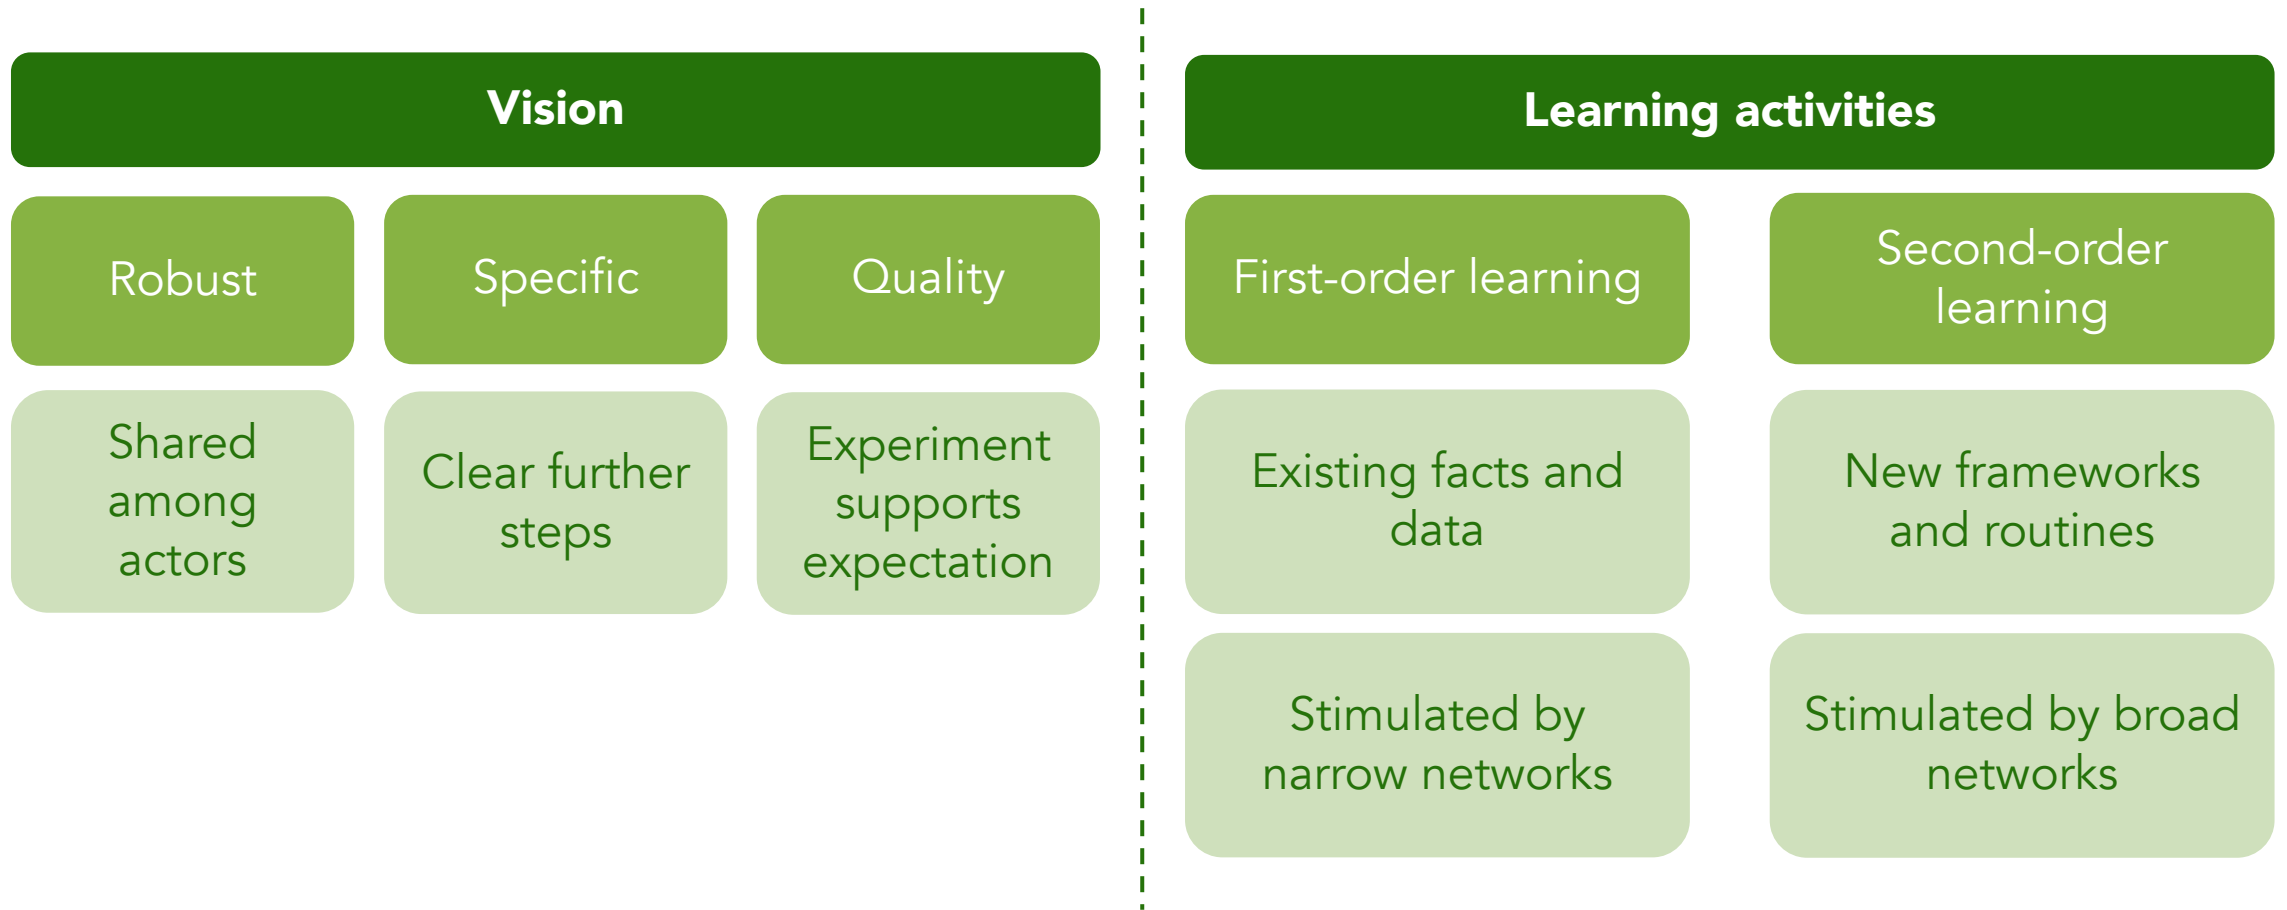 Vision
Robust
Specific
Quality
Shared
among
actors
Clear further
steps
Experiment
supports
expectation
Learning activities
First-order learning
Second-order
learning
Existing facts and
data
New frameworks
and routines
Stimulated by
narrow networks
Stimulated by broad
networks